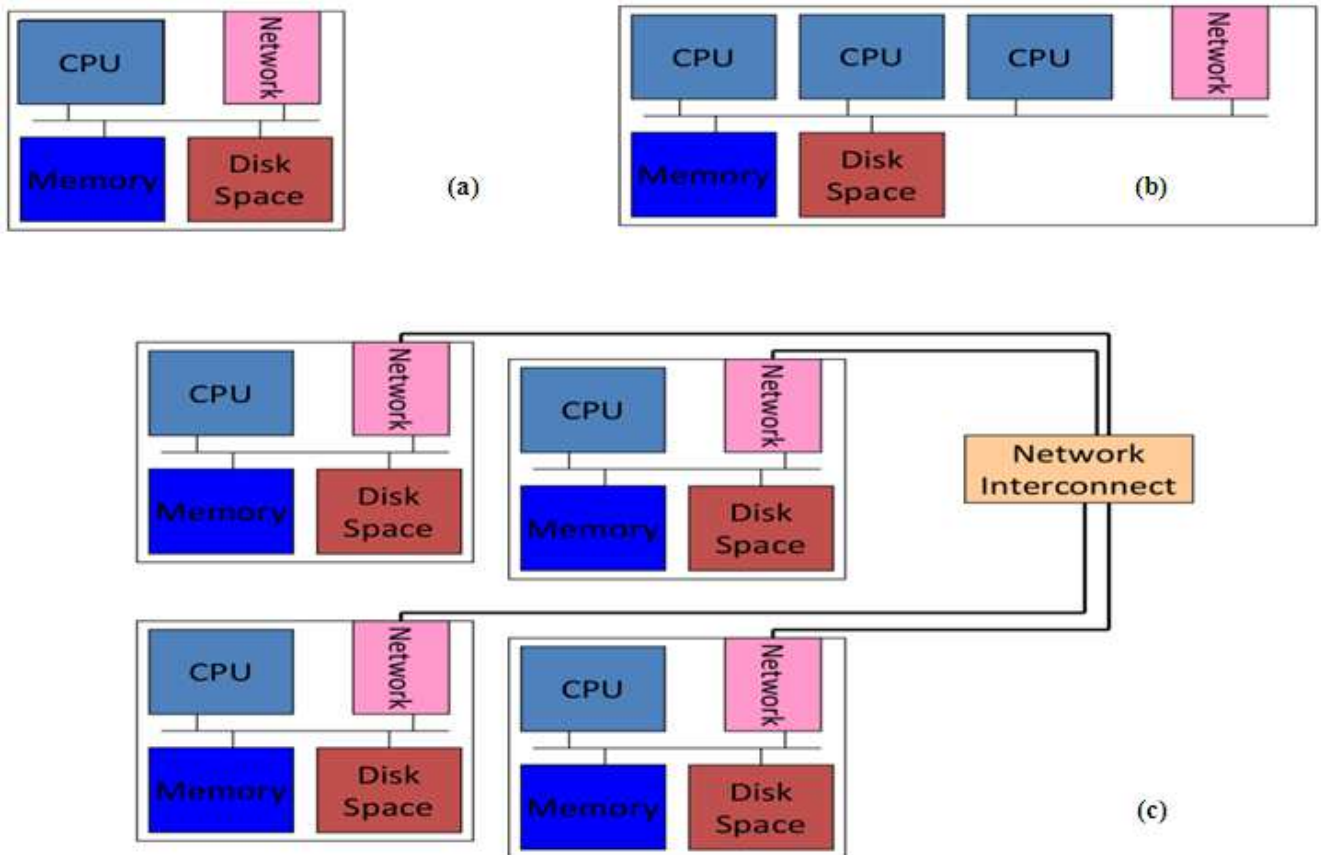 CPU
Network
Memory
Disk
Space
(a)
CPU
CPU
CPU
Network
Memory
Disk
Space
(b)
CPU
Network
Memory
Disk
Space
CPU
Network
Memory
Disk
Space
Network
Interconnect
CPU
Network
Memory
Disk
Space
CPU
Network
Memory
Disk
Space
(c)